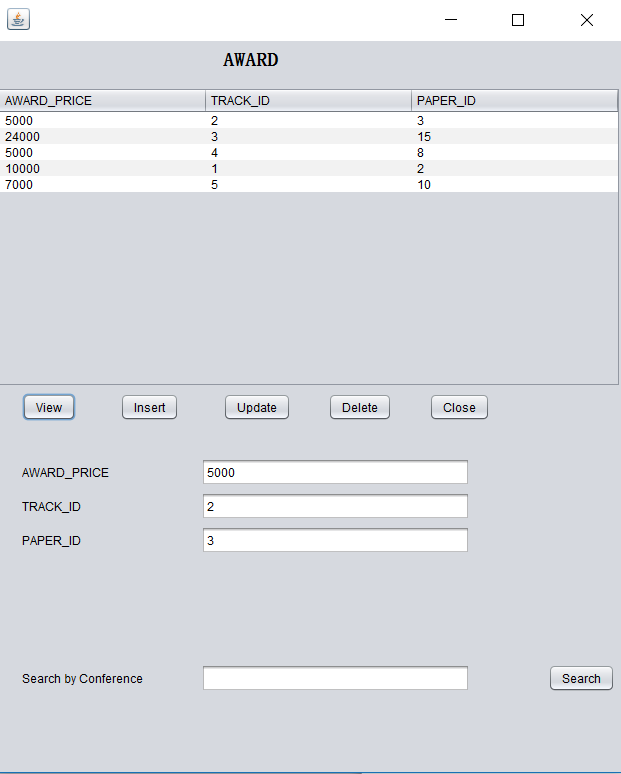 AWARD
AWARD_PRICE TRACK_ID PAPER_ID
5000 2 3
24000 3 15
5000 4 8
10000 1 2
7000 5 10
View Insert Update Delete Close
AWARD_PRICE 5000
TRACK_ID 2
PAPER_ID 3
Search by Conference Search